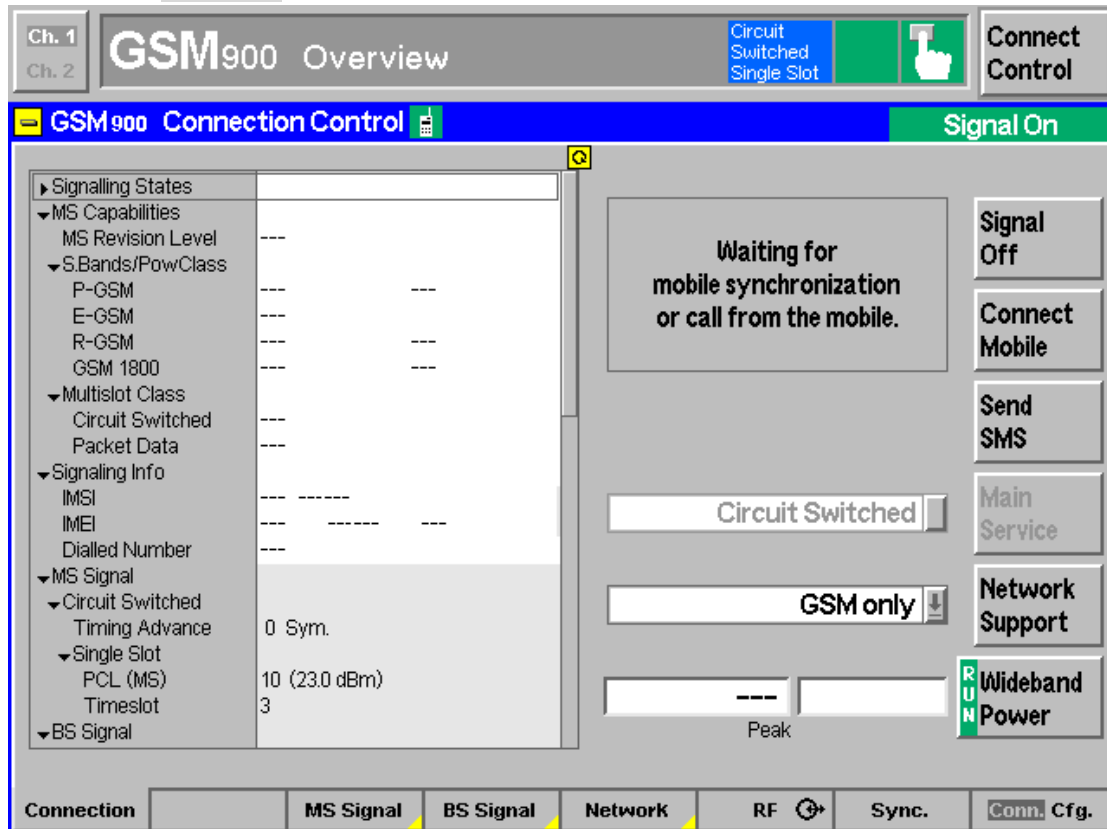 Ch. 1
Ch. 2
GSM900 Overview
Circuit
Switched
Single Slot
Connect
Control
GSM900 Connection Control
Signal On
Signalling States
MS Capabilities
MS Revision Level ---
S.Bands/PowClass
P-GSM --- ---
E-GSM ---
R-GSM --- ---
GSM 1800 --- ---
Multislot Class
Circuit Switched ---
Packet Data ---
Signaling Info
IMSI --- ------
IMEI --- ------ ---
Dialled Number ---
MS Signal
Circuit Switched
Timing Advance 0 Sym.
Single Slot
PCL (MS) 10 (23.0 dBm)
Timeslot 3
BS Signal
Waiting for
mobile synchronization
or call from the mobile.
Circuit Switched
GSM only
---
Peak
Signal
Off
Connect
Mobile
Send
SMS
Main
Service
Network
Support
RUN
Wideband
Power
Connection MS Signal BS Signal Network RF Sync. Conn. Cfg.